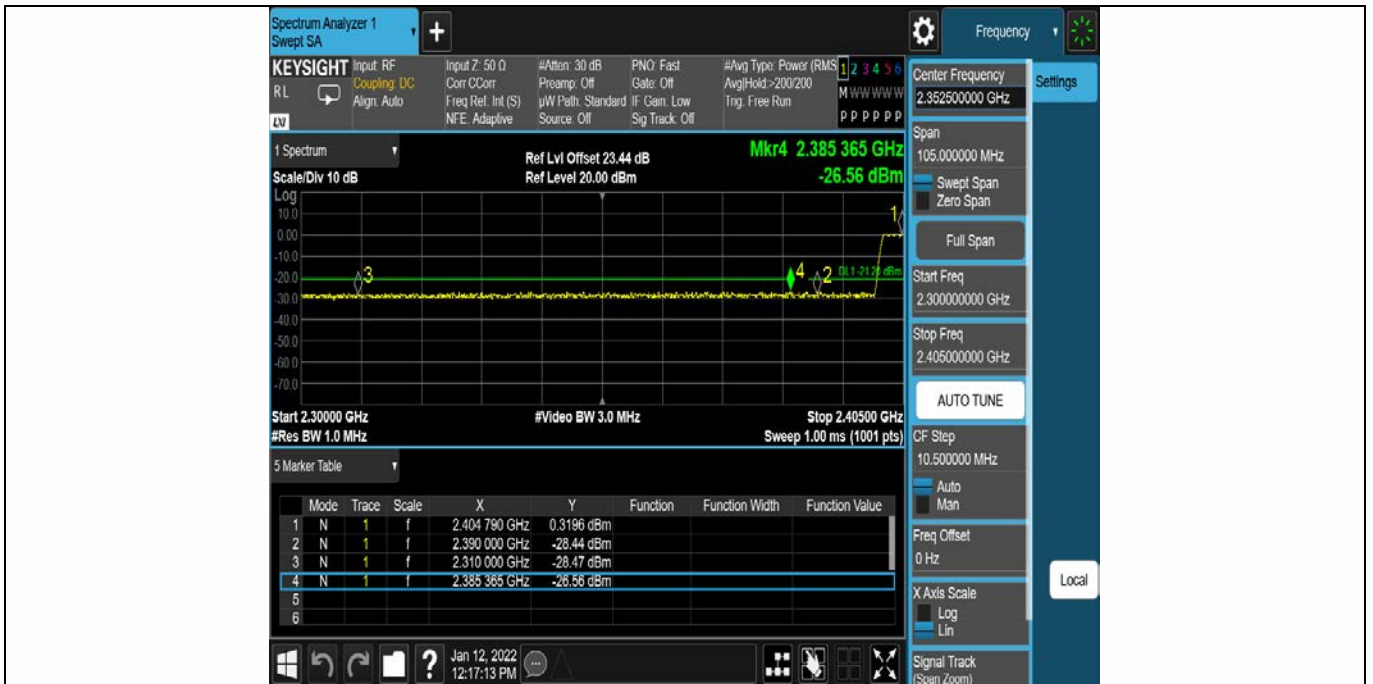 Spectrum Analyzer 1
Swept SA
+
Frequency
KEYSIGHT
RL
LXI
Input: RF
Coupling: DC
Align: Auto
Input Z: 50 Ω
Corr CCorr
Freq Ref: Int (S)
NFE: Adaptive
#Atten: 30 dB
Preamp: Off
µW Path: Standard
Source: Off
PNO: Fast
Gate: Off
IF Gain: Low
Sig Track: Off
#Avg Type: Power (RMS
Avg|Hold:>200/200
Trig: Free Run
1 2 3 4 5 6
M W W W W W
P P P P P P
1 Spectrum
Scale/Div 10 dB
Ref Lvl Offset 23.44 dB
Ref Level 20.00 dBm
Mkr4 2.385 365 GHz
-26.56 dBm
Log
10.0
0.00
-10.0
-20.0
-30.0
-40.0
-50.0
-60.0
-70.0
1
3
4
2
DL1 -21.20 dBm
Start 2.30000 GHz
#Video BW 3.0 MHz
Stop 2.40500 GHz
#Res BW 1.0 MHz
Sweep 1.00 ms (1001 pts)
5 Marker Table
Mode Trace Scale X Y Function Function Width Function Value
1 N 1 f 2.404 790 GHz 0.3196 dBm
2 N 1 f 2.390 000 GHz -28.44 dBm
3 N 1 f 2.310 000 GHz -28.47 dBm
4 N 1 f 2.385 365 GHz -26.56 dBm
5
6
?
Jan 12, 2022
12:17:13 PM
Center Frequency
2.352500000 GHz
Span
105.000000 MHz
Swept Span
Zero Span
Full Span
Start Freq
2.300000000 GHz
Stop Freq
2.405000000 GHz
AUTO TUNE
CF Step
10.500000 MHz
Auto
Man
Freq Offset
0 Hz
X Axis Scale
Log
Lin
Signal Track
(Span Zoom)
Settings
Local